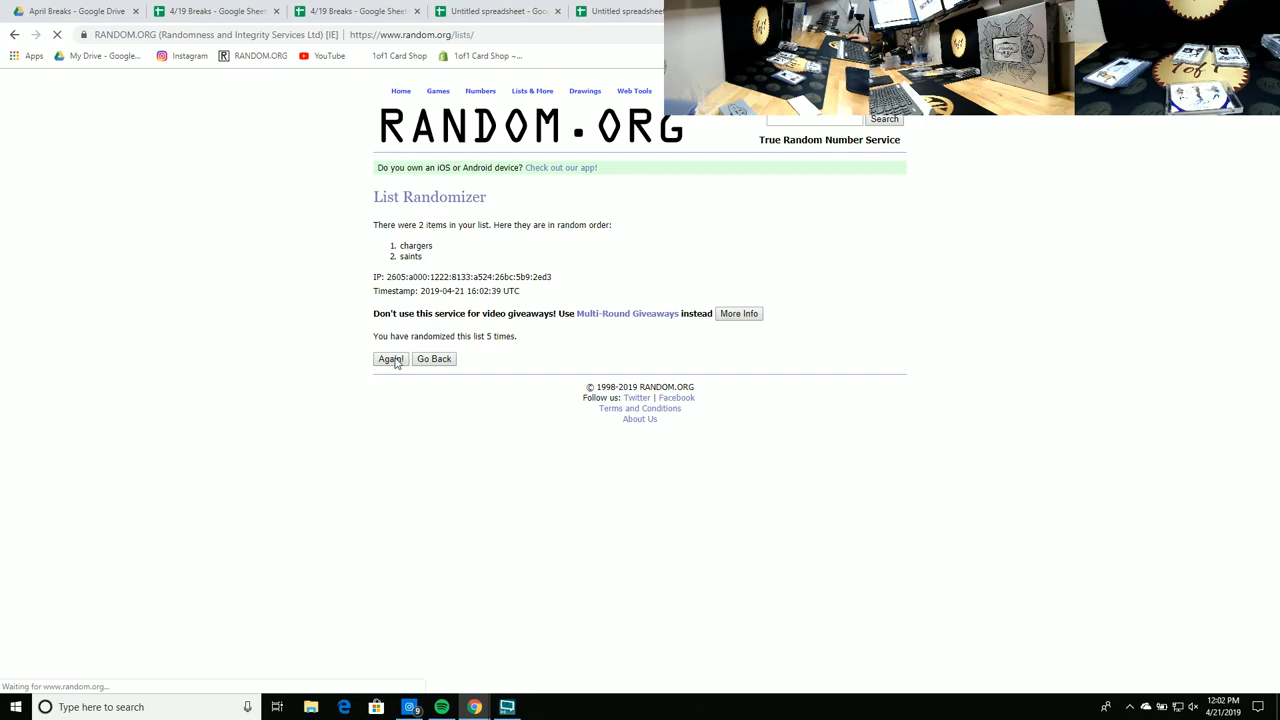 April Breaks - Google Drive
4/19 Breaks - Google Sheet
4/19 Breaks - Google Sheet
Untitled spreadsheet - Goo
Untitled spreadsheet - Goo
RANDOM.ORG (Randomness and Integrity Services Ltd) [IE] | https://www.random.org/lists/
Apps My Drive - Google... Instagram RANDOM.ORG YouTube 1of1 Card Shop 1of1 Card Shop ~...
Home Games Numbers Lists & More Drawings Web Tools
RANDOM.ORG
Search
True Random Number Service
Do you own an iOS or Android device? Check out our app!
List Randomizer
There were 2 items in your list. Here they are in random order:
1. chargers
2. saints
IP: 2605:a000:1222:8133:a524:26bc:5b9:2ed3
Timestamp: 2019-04-21 16:02:39 UTC
Don't use this service for video giveaways! Use Multi-Round Giveaways instead More Info
You have randomized this list 5 times.
Again! Go Back
© 1998-2019 RANDOM.ORG
Follow us: Twitter | Facebook
Terms and Conditions
About Us
Waiting for www.random.org...
Type here to search
9
12:02 PM
4/21/2019